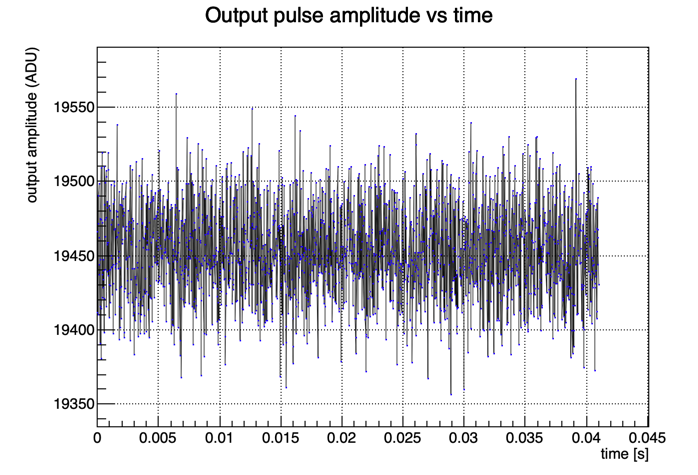 Output pulse amplitude vs time
output amplitude (ADU)
19550
19500
19450
19400
19350
0 0.005 0.01 0.015 0.02 0.025 0.03 0.035 0.04 0.045
time [s]